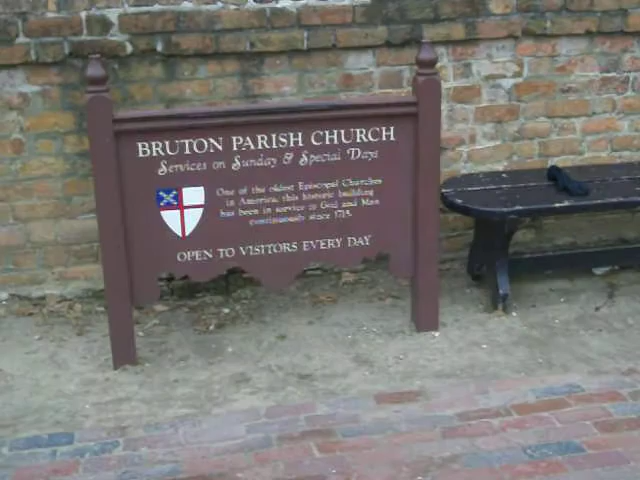 BRUTON PARISH CHURCH
Services on Sunday & Special Days
One of the oldest Episcopal Churches
in America, this historic building
has been in service to God and Man
continuously since 1715.
OPEN TO VISITORS EVERY DAY